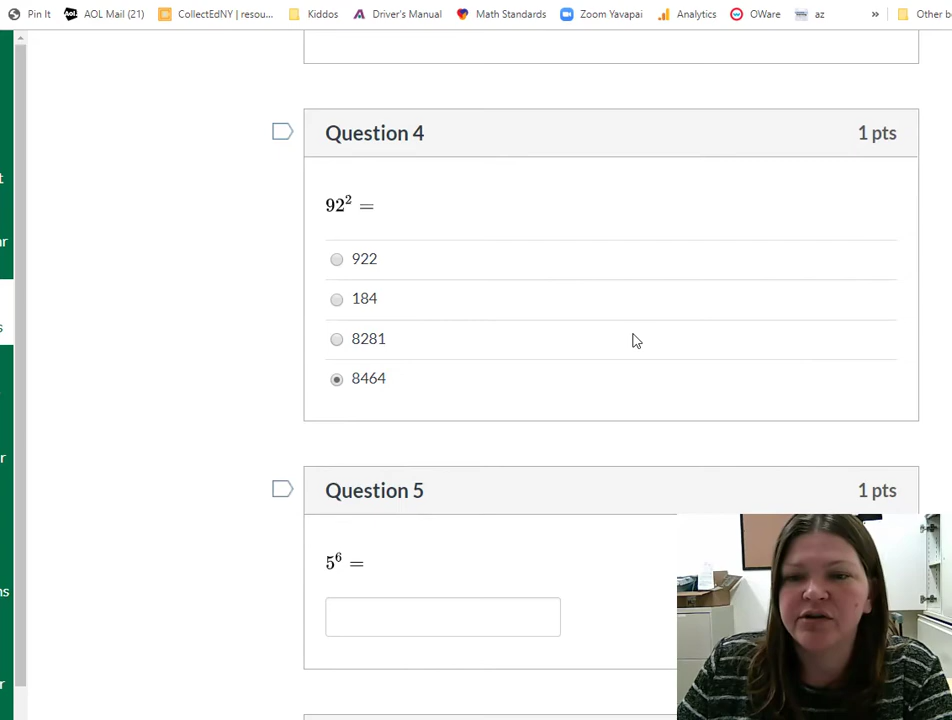 Pin It AOL Mail (21) CollectEdNY | resou... Kiddos Driver's Manual Math Standards Zoom Yavapai Analytics OWare az » Other b
Question 4 1 pts
92² =
922
184
8281
8464
Question 5 1 pts
5⁶ =